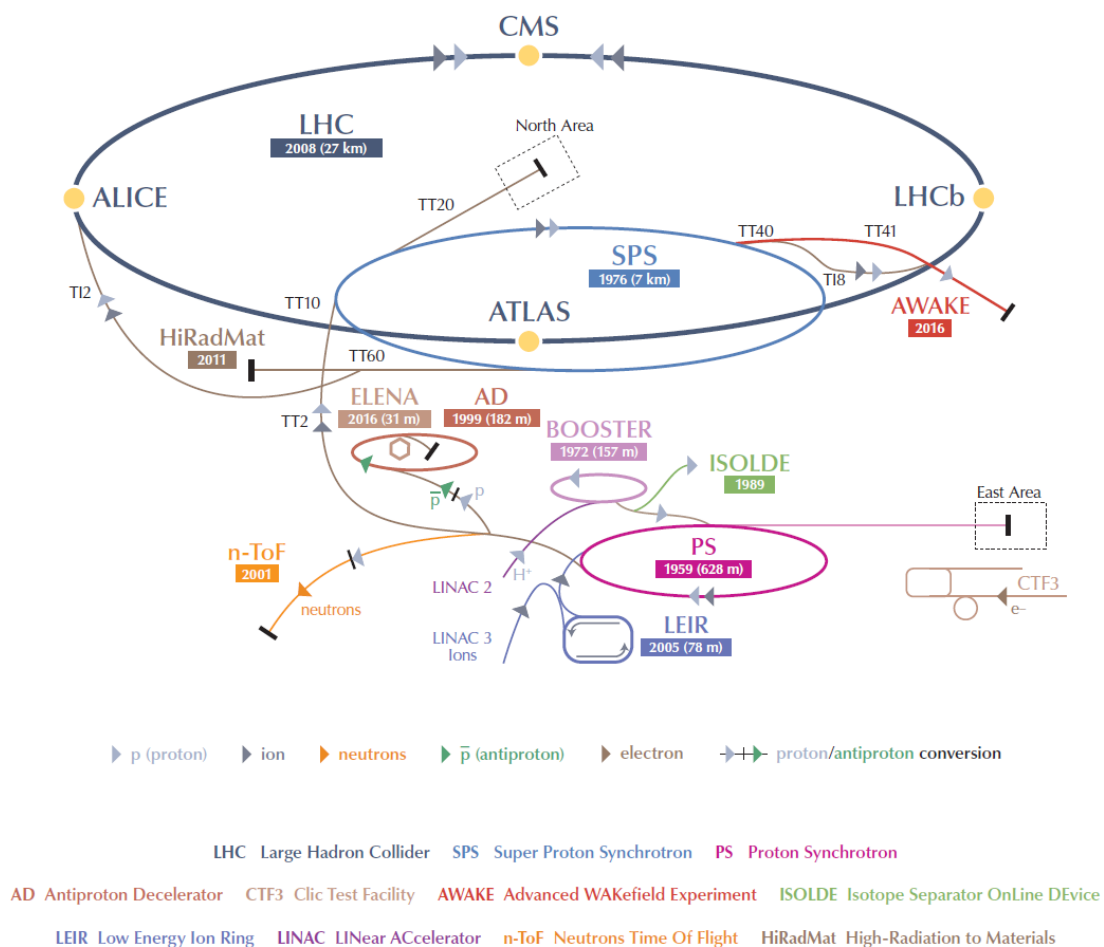 CMS
LHC
2008 (27 km)
North Area
ALICE
LHCb
TT20
TT40
TT41
SPS
1976 (7 km)
TI2
TT10
TI8
ATLAS
AWAKE
2016
HiRadMat
2011
TT60
ELENA
2016 (31 m)
AD
1999 (182 m)
TT2
BOOSTER
1972 (157 m)
ISOLDE
1989
p̅
p
East Area
n-ToF
2001
PS
1959 (628 m)
H⁺
LINAC 2
neutrons
CTF3
e–
LEIR
2005 (78 m)
LINAC 3
Ions
p (proton) ion neutrons p̅ (antiproton) electron proton/antiproton conversion
LHC Large Hadron Collider SPS Super Proton Synchrotron PS Proton Synchrotron
AD Antiproton Decelerator CTF3 Clic Test Facility AWAKE Advanced WAKefield Experiment ISOLDE Isotope Separator OnLine DEvice
LEIR Low Energy Ion Ring LINAC LINear ACcelerator n-ToF Neutrons Time Of Flight HiRadMat High-Radiation to Materials